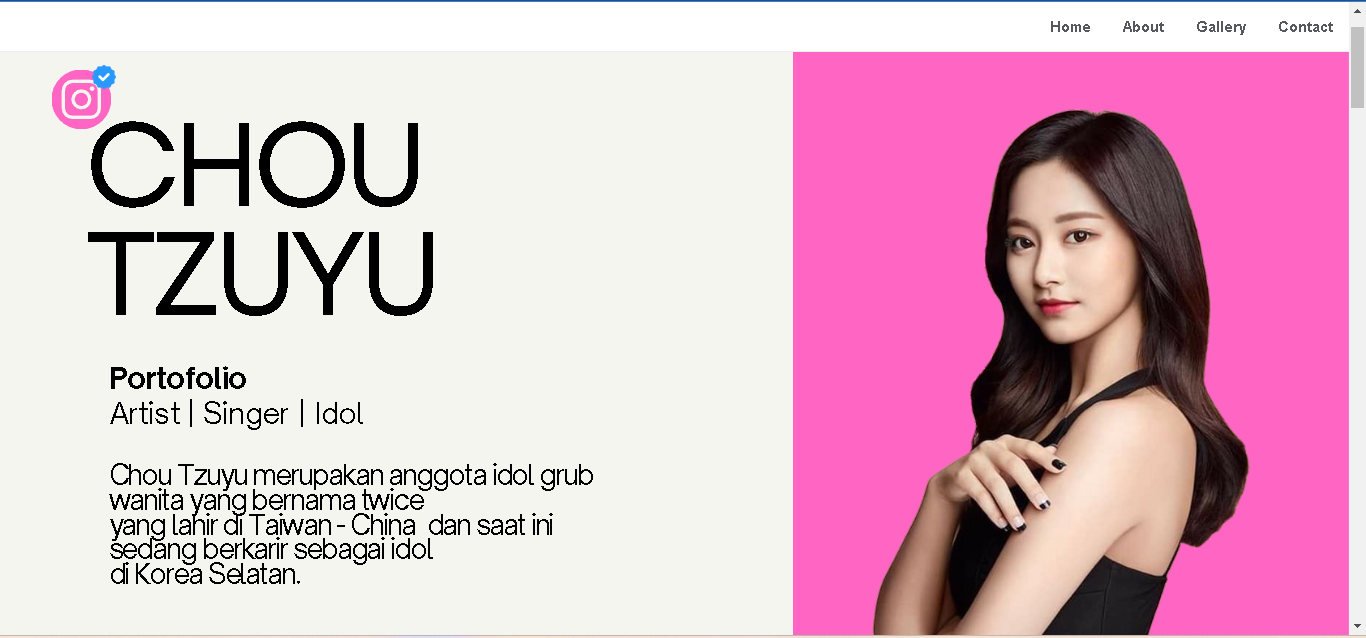 Home About Gallery Contact
CHOU
TZUYU
Portofolio
Artist | Singer | Idol
Chou Tzuyu merupakan anggota idol grub
wanita yang bernama twice
yang lahir di Taiwan - China dan saat ini
sedang berkarir sebagai idol
di Korea Selatan.